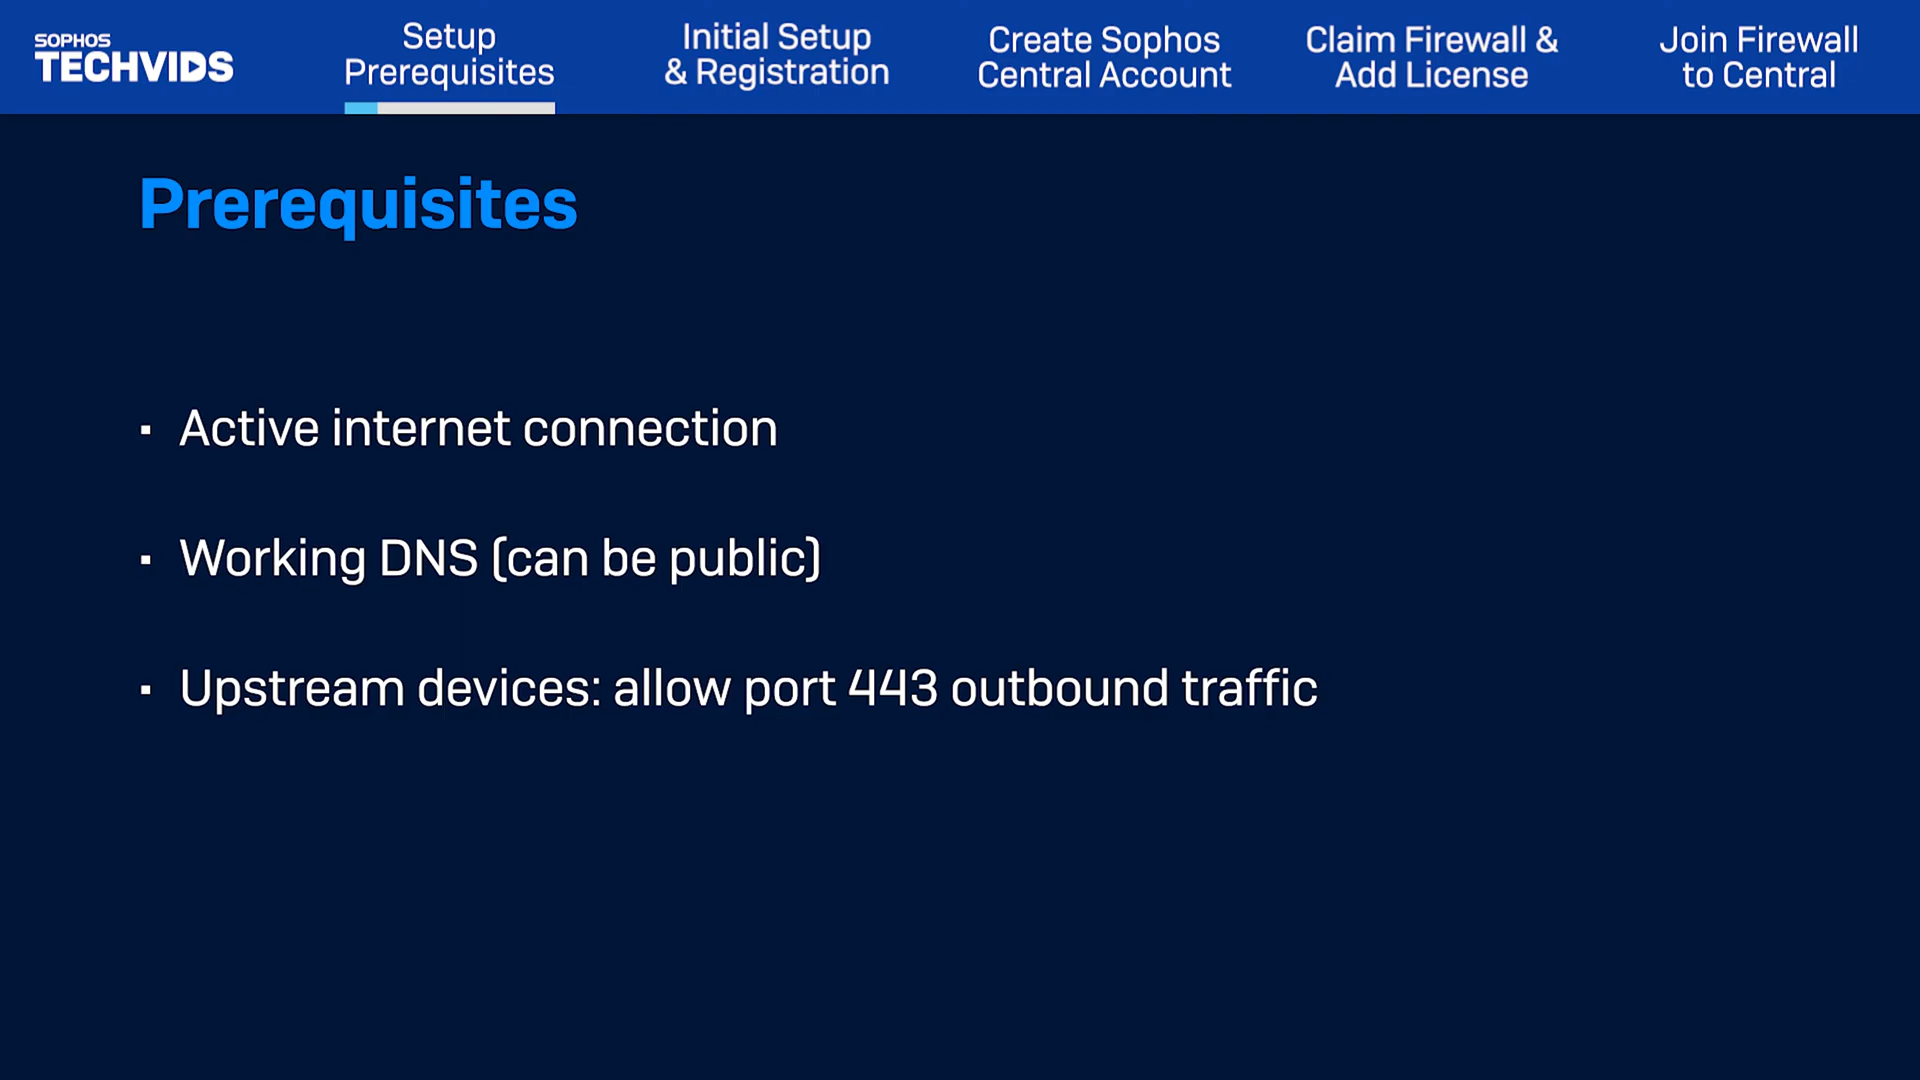 SOPHOS
TECHVIDS
Setup
Prerequisites
Initial Setup
& Registration
Create Sophos
Central Account
Claim Firewall &
Add License
Join Firewall
to Central
Prerequisites
▪ Active internet connection
▪ Working DNS (can be public)
▪ Upstream devices: allow port 443 outbound traffic